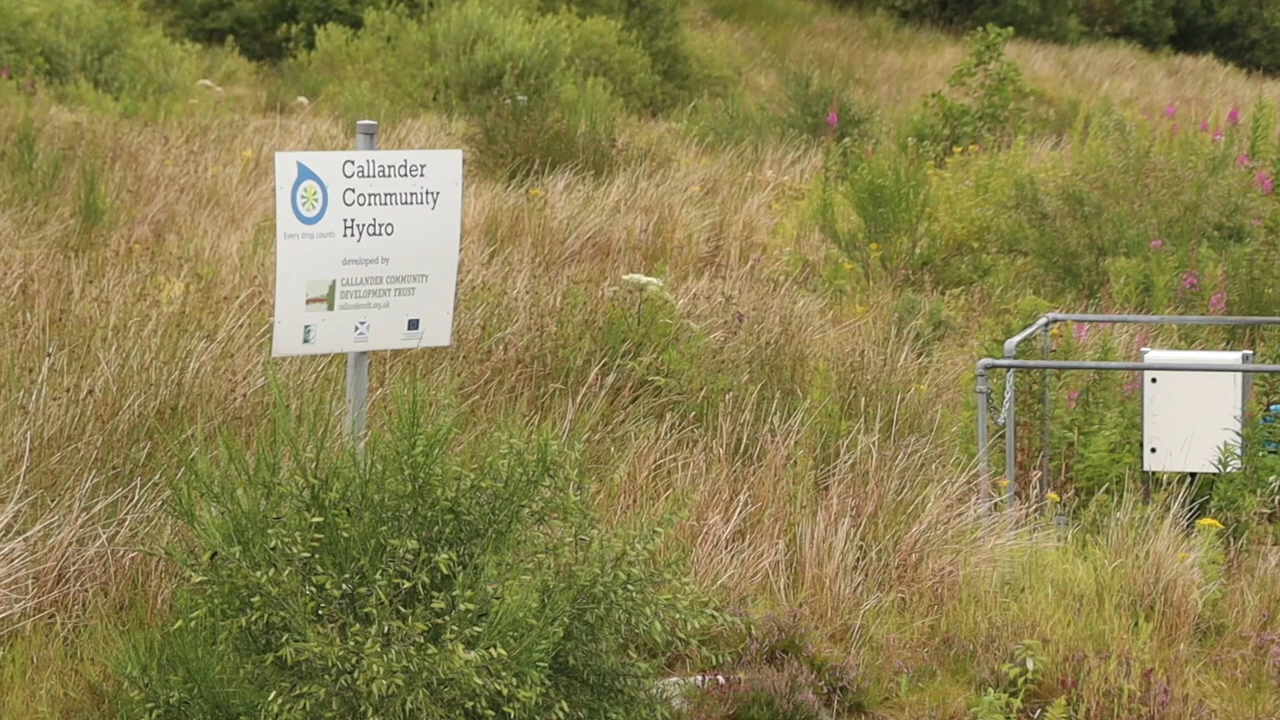 Callander
Community
Hydro
Every drop counts
developed by
CALLANDER COMMUNITY
DEVELOPMENT TRUST